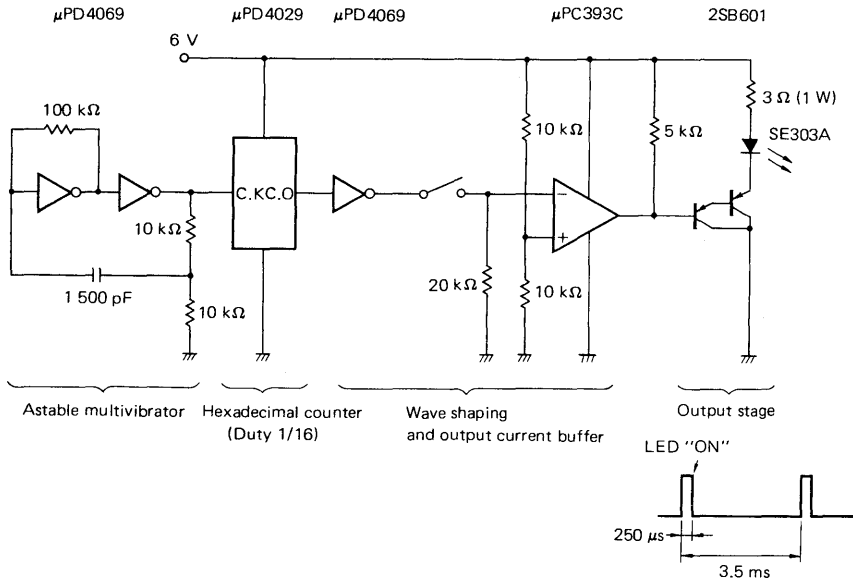 μPD4069
μPD4029
μPD4069
μPC393C
2SB601
6 V
100 kΩ
3 Ω (1 W)
10 kΩ
5 kΩ
SE303A
C.KC.O
−
10 kΩ
+
1 500 pF
10 kΩ
20 kΩ
10 kΩ
Astable multivibrator
Hexadecimal counter
(Duty 1/16)
Wave shaping
and output current buffer
Output stage
LED "ON"
250 μs
3.5 ms